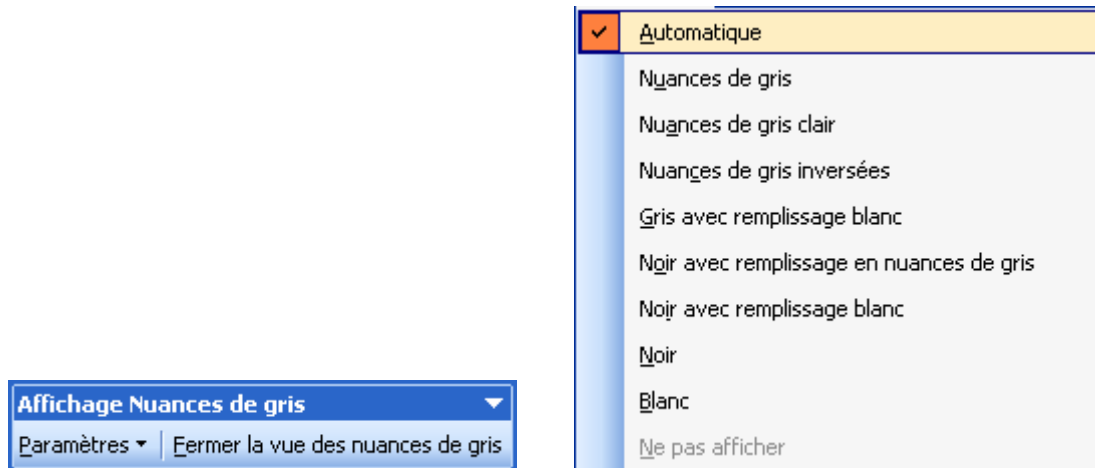 Automatique
Nuances de gris
Nuances de gris clair
Nuances de gris inversées
Gris avec remplissage blanc
Noir avec remplissage en nuances de gris
Noir avec remplissage blanc
Noir
Blanc
Ne pas afficher
Affichage Nuances de gris
Paramètres Fermer la vue des nuances de gris